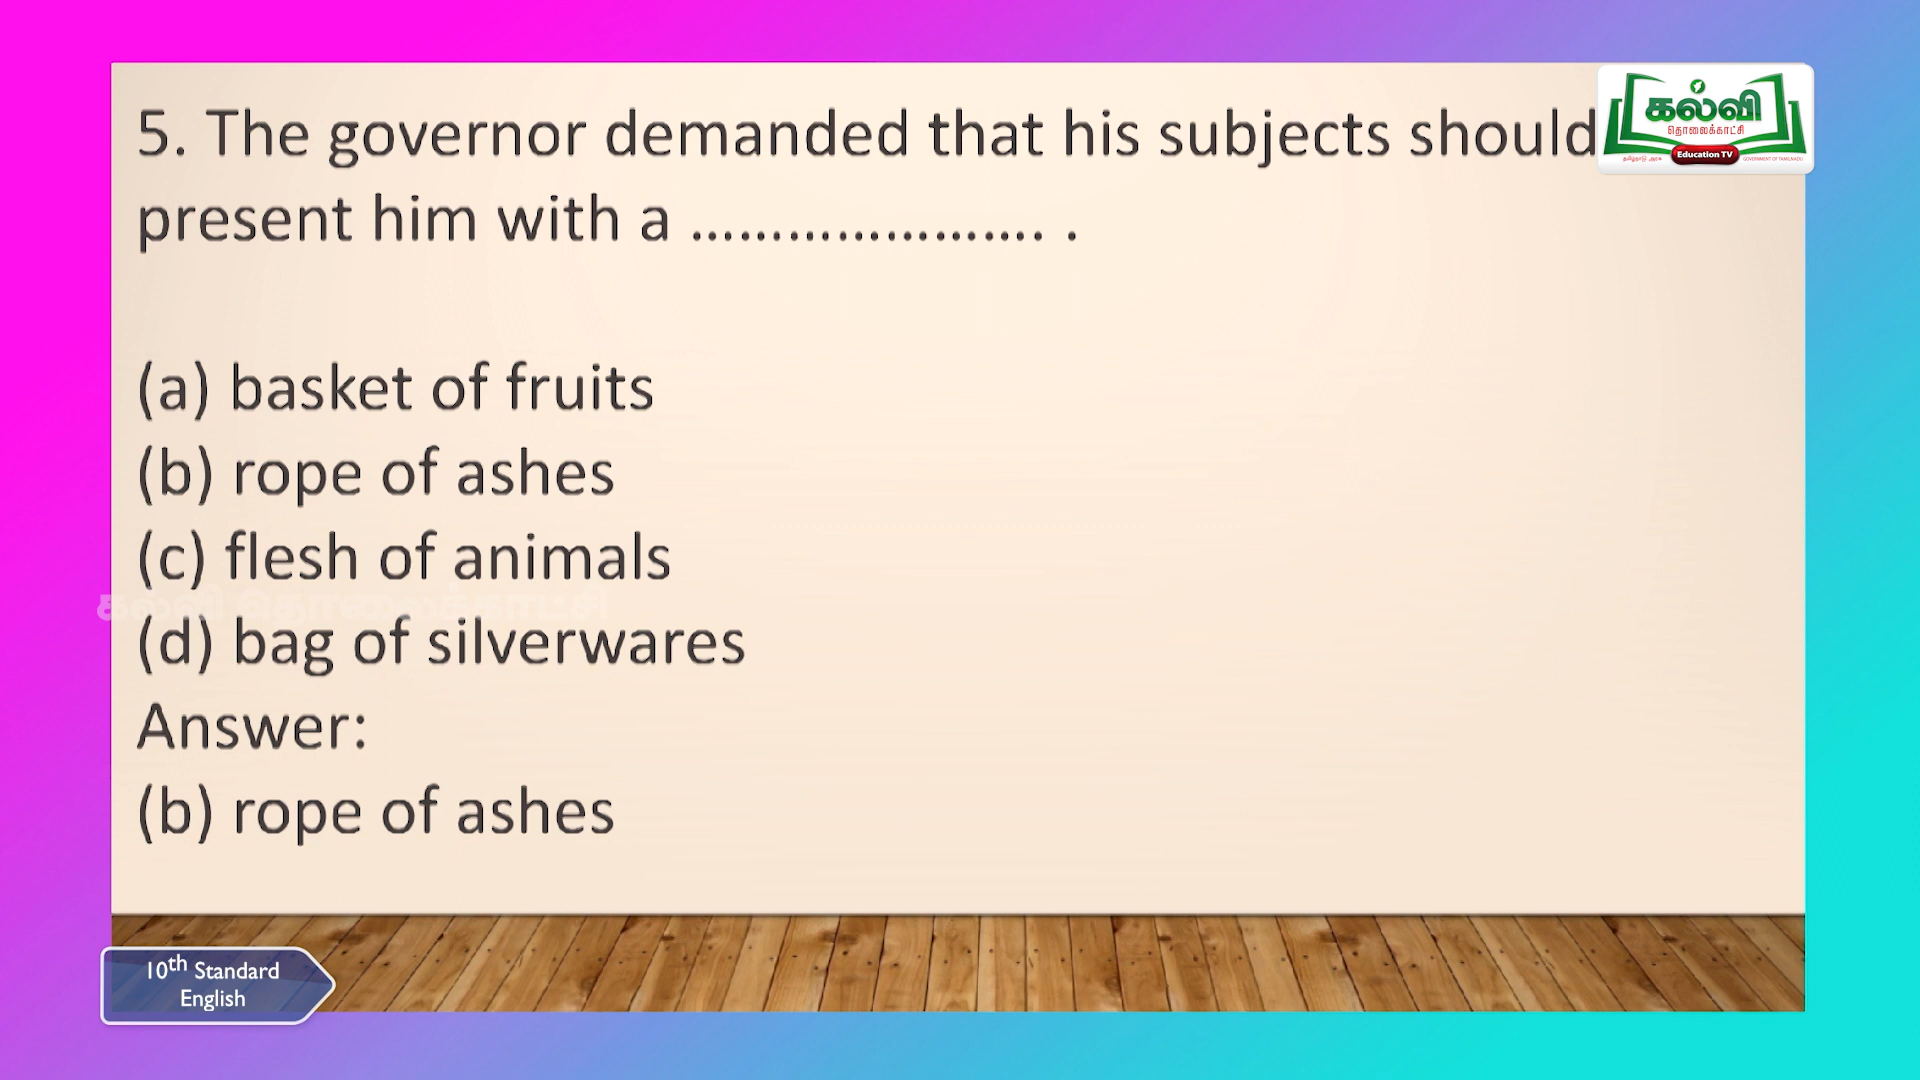 5. The governor demanded that his subjects should
present him with a ...................... .
(a) basket of fruits
(b) rope of ashes
(c) flesh of animals
(d) bag of silverwares
Answer:
(b) rope of ashes
கல்வி
தொலைக்காட்சி
Education TV
தமிழ்நாடு அரசு
GOVERNMENT OF TAMILNADU
கல்வி தொலைக்காட்சி
10th Standard
English